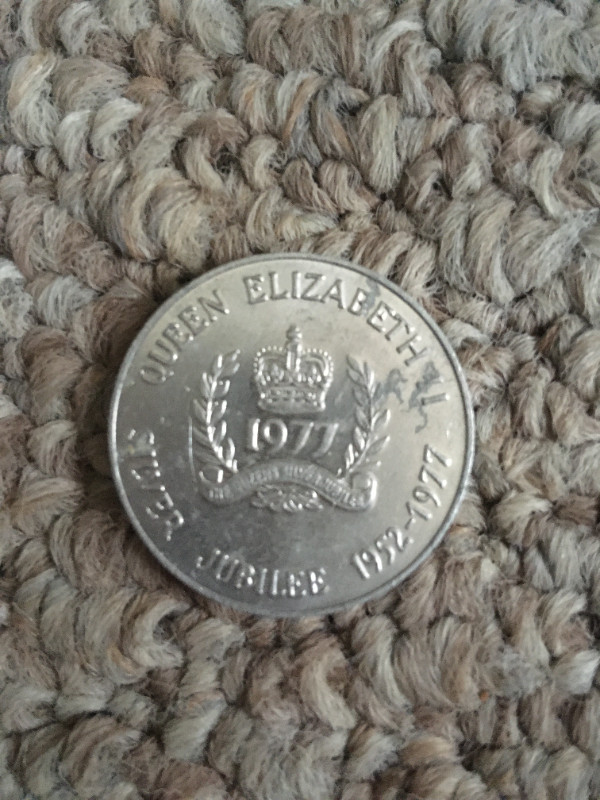 QUEEN ELIZABETH II
1977
SILVER JUBILEE 1952-1977